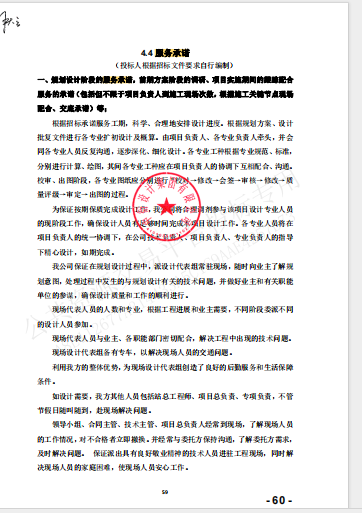 4.4 服务承诺
（投标人根据招标文件要求自行编制）
一、规划设计阶段的服务承诺，前期方案阶段的调研、项目实施期间的跟踪配合
服务的承诺（包括但不限于项目负责人到施工现场次数，根据施工关键节点现场
配合、交底承诺）等；
根据招标承诺服务工期，科学、合理地安排设计进度。根据规划方案、设计
批复文件进行各专业扩初设计及概算。由项目负责人、各专业负责人牵头，并会
同各专业人员反复沟通，逐步深化、细化设计。各专业工种根据专业规范、标准，
分别进行计算、绘图，其间各专业工种应在项目负责人的协调下互相配合、沟通。
校审、出图阶段，各专业图纸应分别进行“校对→修改→会签→审核→修改→质
量评级→审定→出图的过程。
为保证按期保质完成设计工作，我公司将合理调剂参与该项目设计专业人员
的现阶段工作，确保设计人员有足够时间完成本项目设计工作。各专业人员将在
项目负责人的统一协调下，在公司技术负责人、项目负责人、专业负责人的指导
下精心设计，如期完成。
我公司保证在规划设计过程中，派设计代表组常驻现场，随时向业主了解规
划意图，处理过程中发生的与规划设计有关的技术问题，并做好业主和有关职能
单位的参谋，确保设计质量和工作的顺利进行。
现场代表人员的人数和专业，根据工程进展和业主需要，不同阶段委派不同
的设计人员参加。
现场代表人员与业主、各职能部门密切配合，解决工程中出现的技术问题。
现场设计代表组备有专车，以解决现场人员的交通问题。
利用我方的整体优势，为现场设计代表组创造了良好的后勤服务和生活保障
条件。
如设计需要，我方其他人员包括站总工程师、项目总负责、专项负责，不管
节假日随叫随到，赴现场解决问题。
领导小组、合同主管、技术主管、项目总负责人经常到现场，了解现场人员
的工作情况，对不合格者立即撤换。并经常与委托方保持沟通，了解委托方需求，
及时解决问题。 保证派出具有良好敬业精神的技术人员进驻工程现场，同时解
决现场人员的家庭困难，使现场人员安心工作。
59
-60-